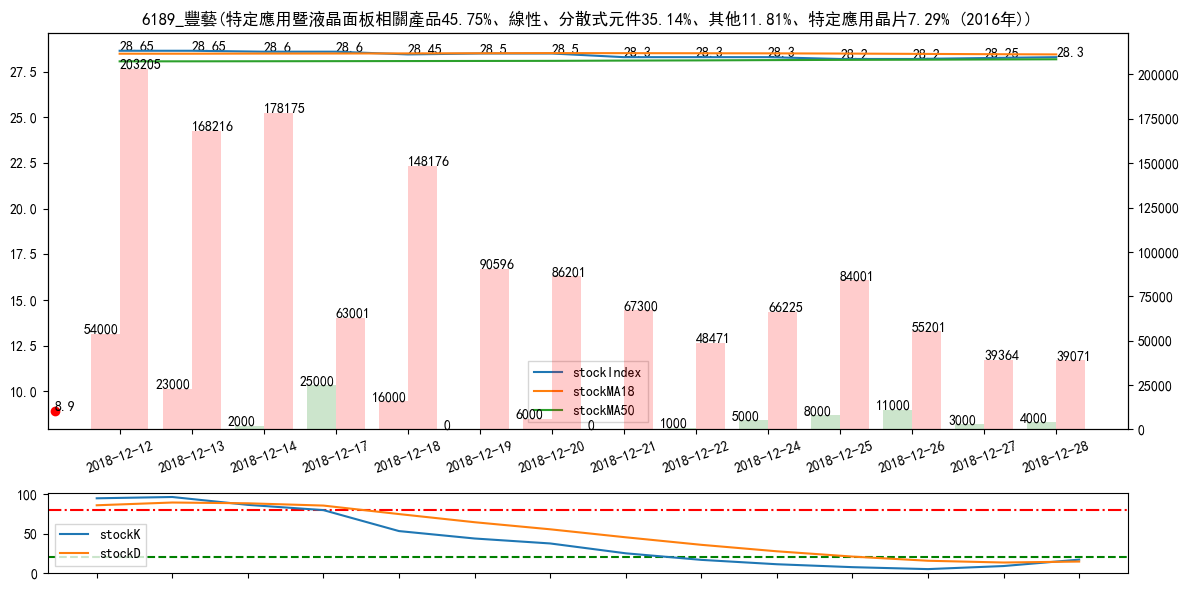 6189_豐藝(特定應用暨液晶面板相關產品45.75%、線性、分散式元件35.14%、其他11.81%、特定應用晶片7.29% (2016年))
28.65 28.65 28.6 28.6 28.45 28.5 28.5 28.3 28.3 28.3 28.2 28.2 28.25 28.3
27.5 25.0 22.5 20.0 17.5 15.0 12.5 10.0
200000 175000 150000 125000 100000 75000 50000 25000 0
203205 168216 178175 63001 148176 90596 86201 67300 48471 66225 84001 55201 39364 39071
54000 23000 2000 25000 16000 0 6000 0 1000 5000 8000 11000 3000 4000
8.9
stockIndex
stockMA18
stockMA50
2018-12-12 2018-12-13 2018-12-14 2018-12-17 2018-12-18 2018-12-19 2018-12-20 2018-12-21 2018-12-22 2018-12-24 2018-12-25 2018-12-26 2018-12-27 2018-12-28
100
50
0
stockK
stockD